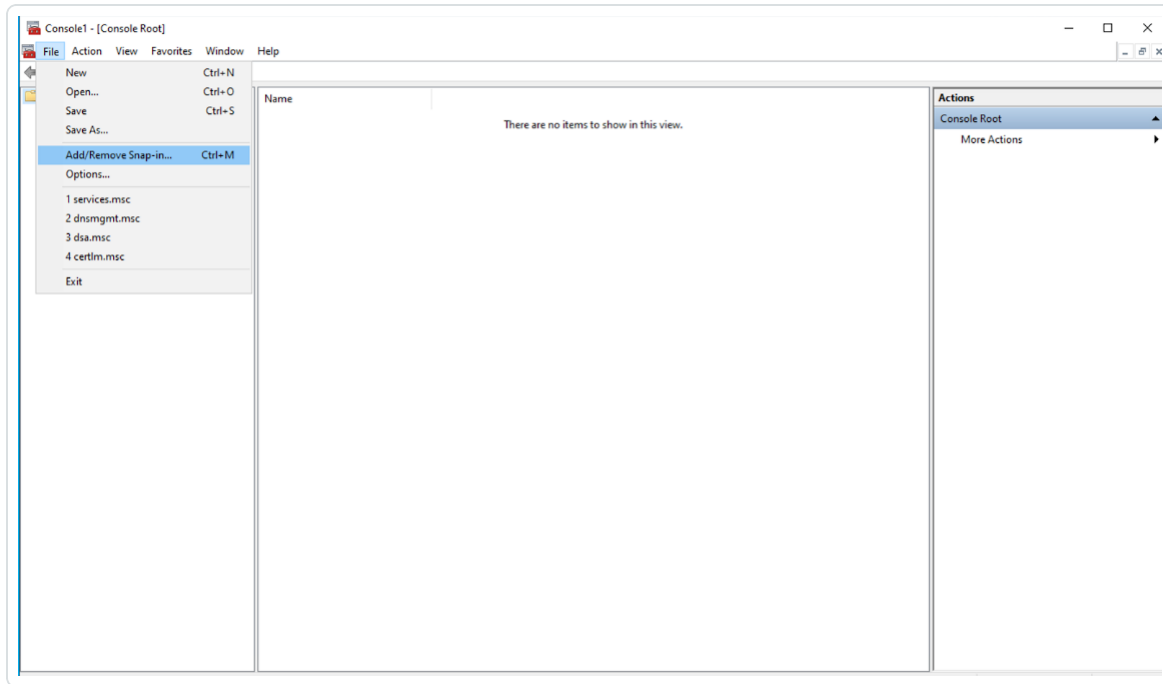 Console1 - [Console Root]
File Action View Favorites Window Help
New Ctrl+N
Open... Ctrl+O
Save Ctrl+S
Save As...
Add/Remove Snap-in... Ctrl+M
Options...
1 services.msc
2 dnsmgmt.msc
3 dsa.msc
4 certlm.msc
Exit
Name
There are no items to show in this view.
Actions
Console Root
More Actions